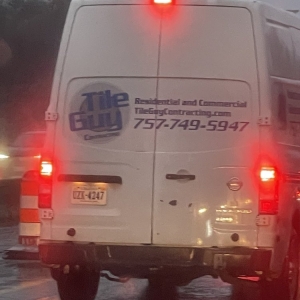 Tile
Guy
Residential and Commercial
TileGuyContracting.com
757-749-5947